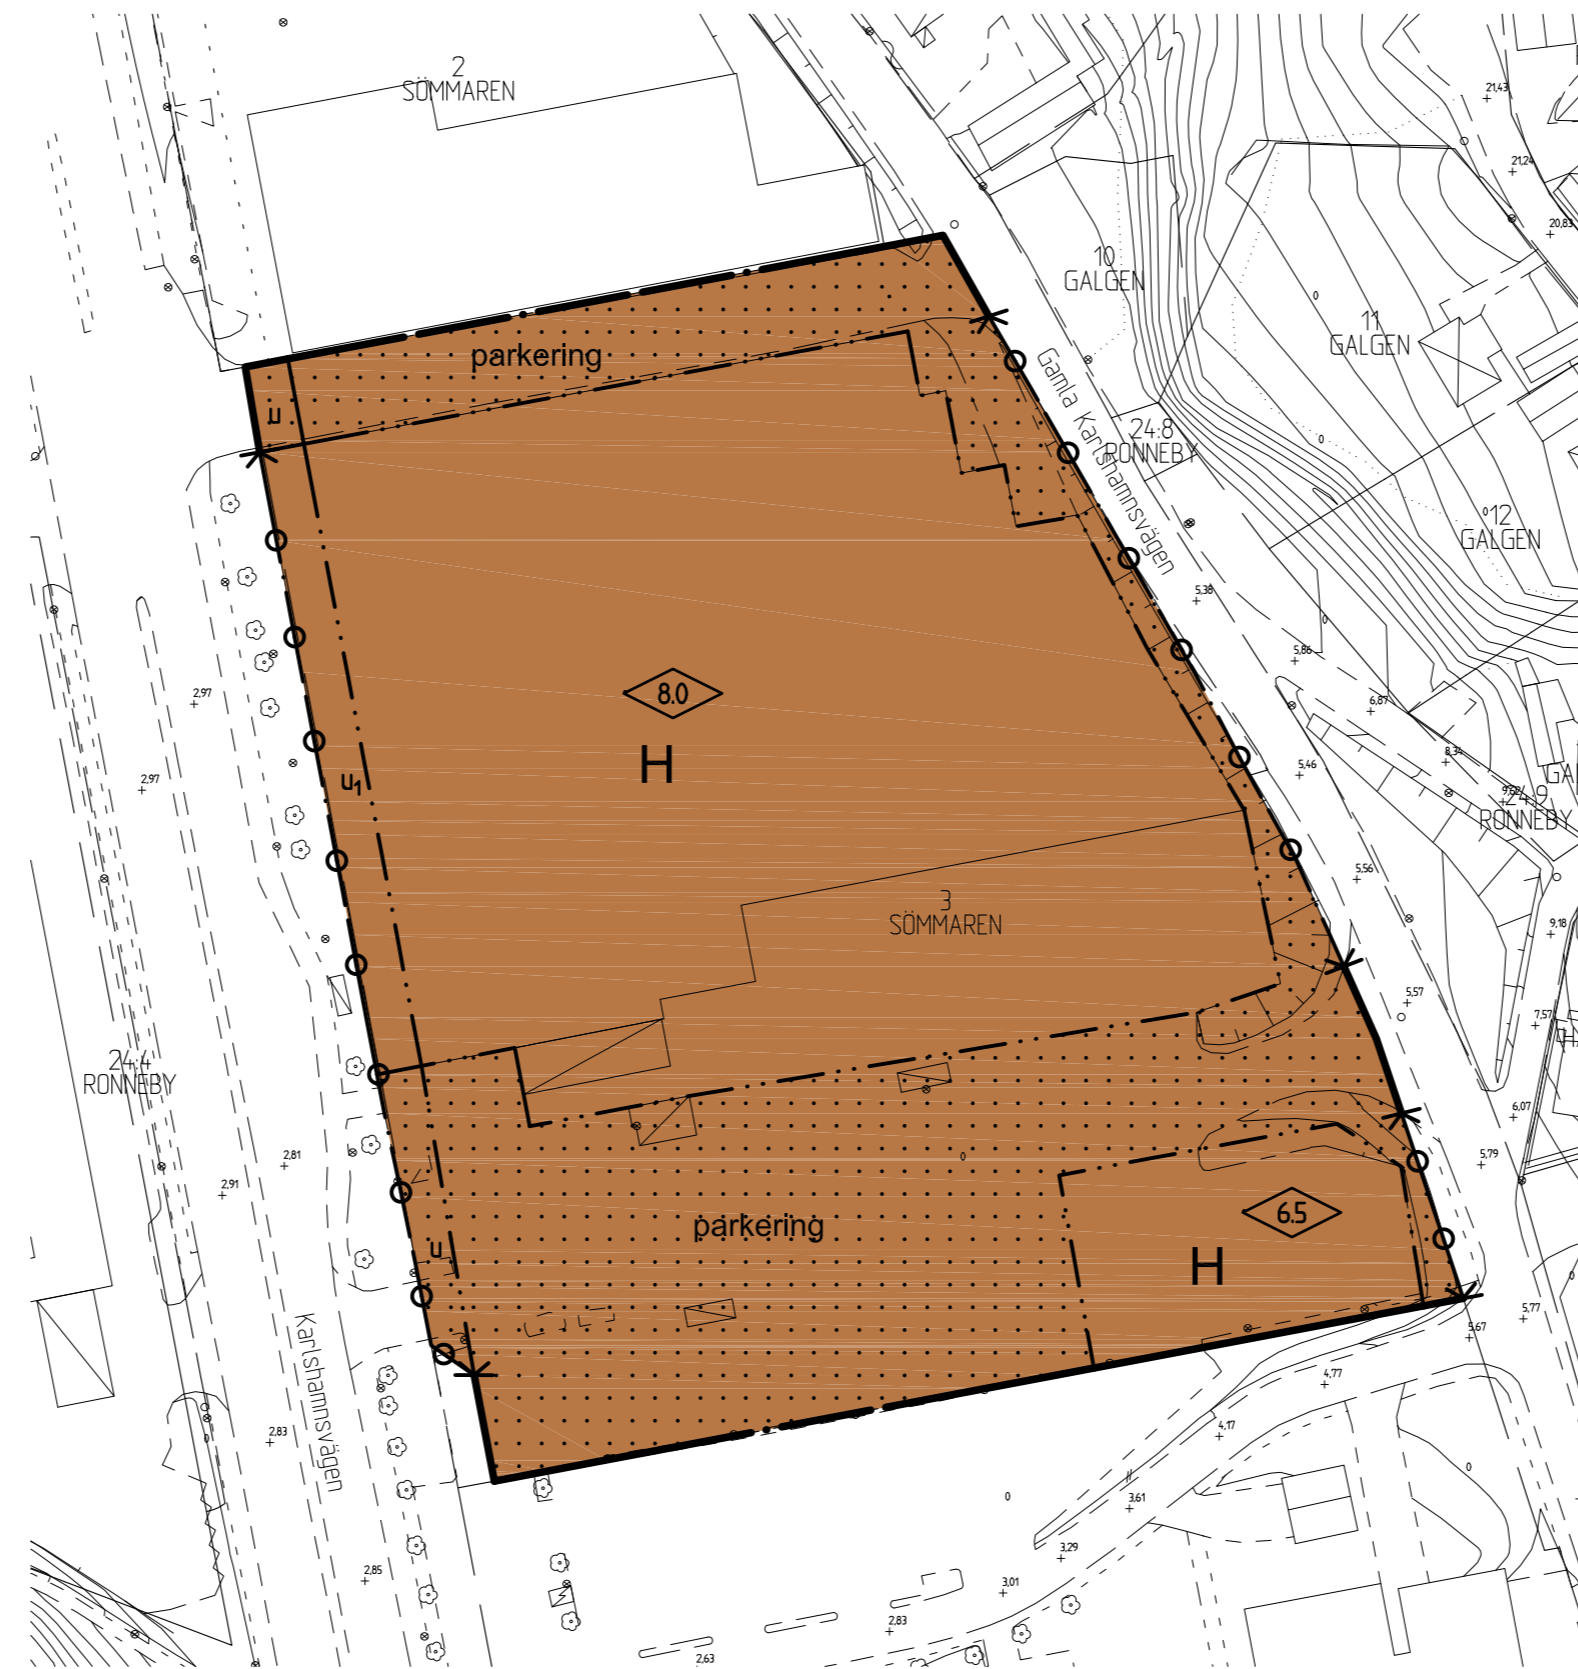 2
SÖMMAREN
21,43
21,24
20,83
10
GALGEN
11
GALGEN
parkering
Gamla Karlshamnsvägen
u
24:8
RONNEBY
12
GALGEN
5,38
5,86
2,97
8.0
6,87
H
5,46
8,34
2,97
u1
24:9
RONNEBY
5,56
3
SÖMMAREN
9,18
5,57
7,57
24:4
RONNEBY
6,07
2,81
5,79
2,91
parkering
6.5
u
H
5,77
5,67
Karlshamnsvägen
4,77
2,83
4,17
3,61
3,29
2,85
3,01
2,83
2,63